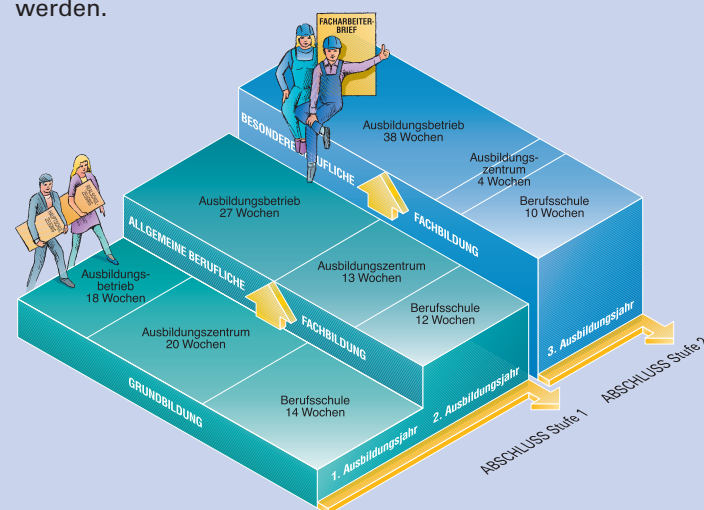 werden.
FACHARBEITER-
BRIEF
BESONDERE BERUFLICHE
FACHBILDUNG
Ausbildungsbetrieb
38 Wochen
Ausbildungs-
zentrum
4 Wochen
Berufsschule
10 Wochen
3. Ausbildungsjahr
ABSCHLUSS Stufe 2
ALLGEMEINE BERUFLICHE
FACHBILDUNG
Ausbildungsbetrieb
27 Wochen
Ausbildungszentrum
13 Wochen
Berufsschule
12 Wochen
2. Ausbildungsjahr
ABSCHLUSS Stufe 1
Ausbildungs-
betrieb
18 Wochen
Ausbildungszentrum
20 Wochen
Berufsschule
14 Wochen
GRUNDBILDUNG
1. Ausbildungsjahr